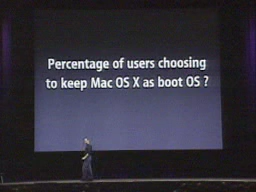 Percentage of users choosing
to keep Mac OS X as boot OS ?